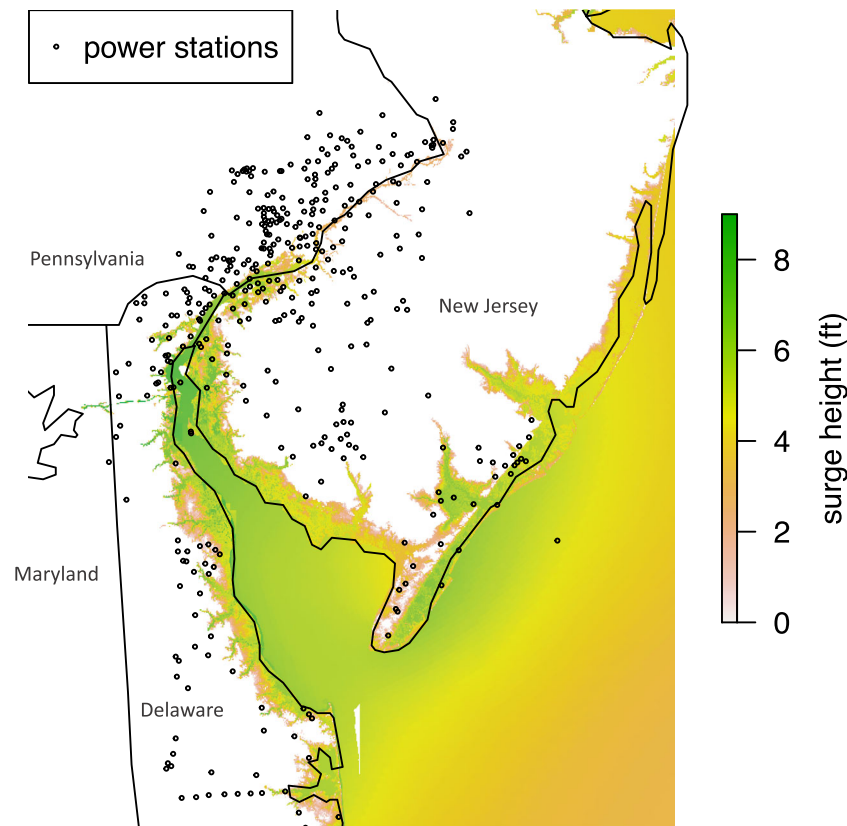 power stations
Pennsylvania
New Jersey
Maryland
Delaware
8
6
4
2
0
surge height (ft)